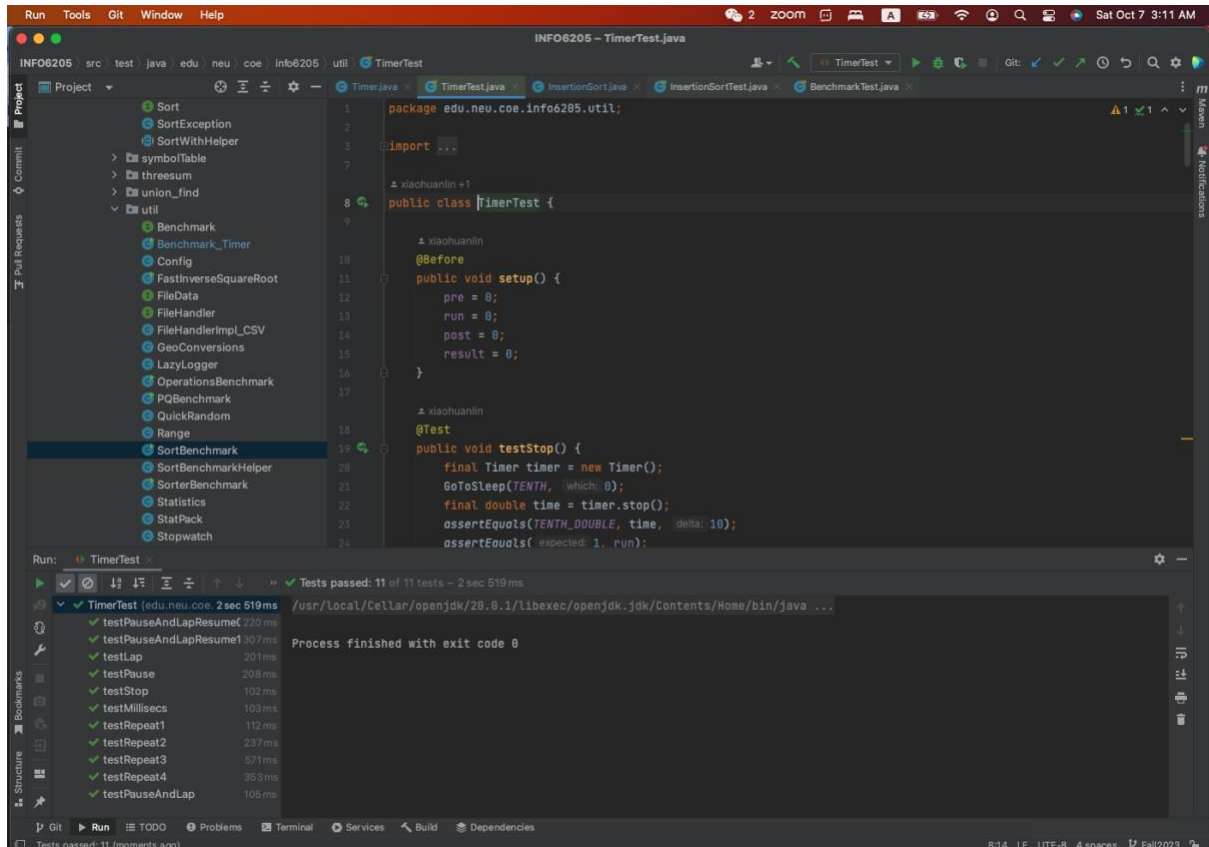 Run Tools Git Window Help 2 zoom A Sat Oct 7 3:11 AM
INFO6205 – TimerTest.java
INFO6205 src test java edu neu coe info6205 util TimerTest TimerTest Git:
Project Timer.java TimerTest.java InsertionSort.java InsertionSortTest.java BenchmarkTest.java
Project
Commit
Pull Requests
Bookmarks
Structure
m
Maven
Notifications
Sort
SortException
SortWithHelper
symbolTable
threesum
union_find
util
Benchmark
Benchmark_Timer
Config
FastInverseSquareRoot
FileData
FileHandler
FileHandlerImpl_CSV
GeoConversions
LazyLogger
OperationsBenchmark
PQBenchmark
QuickRandom
Range
SortBenchmark
SortBenchmarkHelper
SorterBenchmark
Statistics
StatPack
Stopwatch
1 package edu.neu.coe.info6205.util; 1 1
2
3 import ...
7
xiaohuanlin +1
8 public class TimerTest {
9
xiaohuanlin
10 @Before
11 public void setup() {
12 pre = 0;
13 run = 0;
14 post = 0;
15 result = 0;
16 }
17
xiaohuanlin
18 @Test
19 public void testStop() {
20 final Timer timer = new Timer();
21 GoToSleep(TENTH, which: 0);
22 final double time = timer.stop();
23 assertEquals(TENTH_DOUBLE, time, delta: 10);
24 assertEquals( expected: 1, run);
Run: TimerTest
Tests passed: 11 of 11 tests – 2 sec 519 ms
TimerTest (edu.neu.coe. 2 sec 519 ms
testPauseAndLapResume( 220 ms
testPauseAndLapResume1 307 ms
testLap 201 ms
testPause 208 ms
testStop 102 ms
testMillisecs 103 ms
testRepeat1 112 ms
testRepeat2 237 ms
testRepeat3 571 ms
testRepeat4 353 ms
testPauseAndLap 105 ms
/usr/local/Cellar/openjdk/20.0.1/libexec/openjdk.jdk/Contents/Home/bin/java ...
Process finished with exit code 0
Git Run TODO Problems Terminal Services Build Dependencies
Tests passed: 11 (moments ago) 8:14 LF UTF-8 4 spaces Fall2023